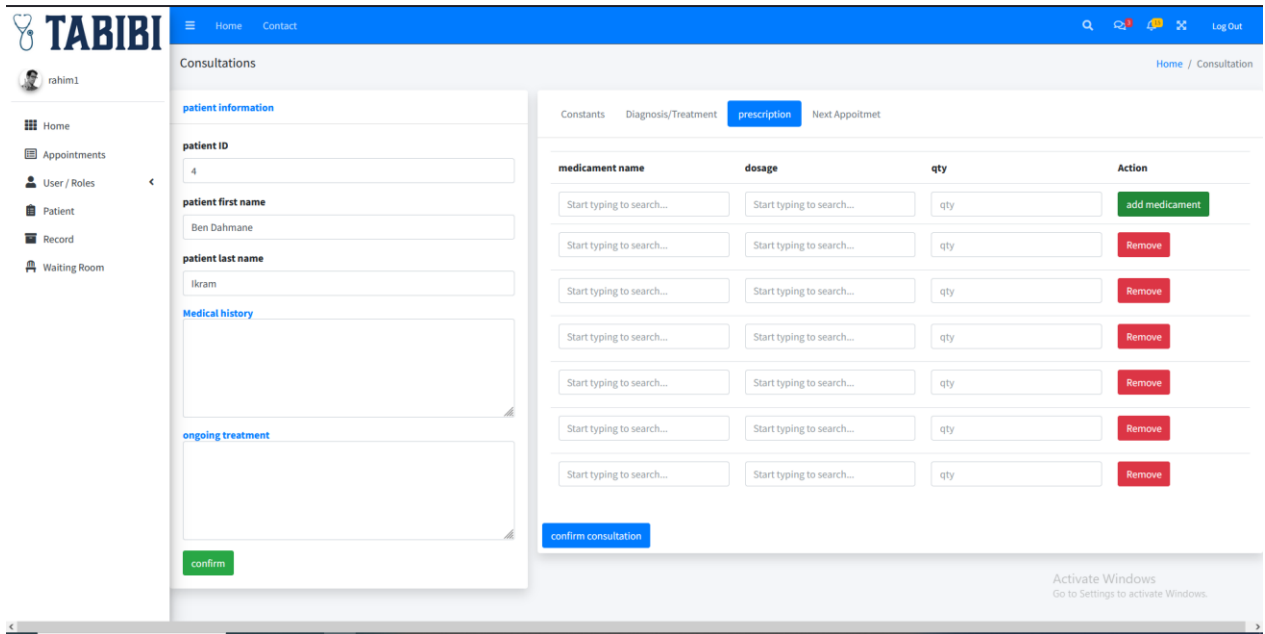 TABIBI
Home Contact
3 15 Log Out
rahim1
Home
Appointments
User / Roles
Patient
Record
Waiting Room
Consultations
Home / Consultation
patient information
patient ID
4
patient first name
Ben Dahmane
patient last name
Ikram
Medical history
ongoing treatment
confirm
Constants Diagnosis/Treatment prescription Next Appoitmet
medicament name dosage qty Action
Start typing to search... Start typing to search... qty add medicament
Start typing to search... Start typing to search... qty Remove
Start typing to search... Start typing to search... qty Remove
Start typing to search... Start typing to search... qty Remove
Start typing to search... Start typing to search... qty Remove
Start typing to search... Start typing to search... qty Remove
Start typing to search... Start typing to search... qty Remove
confirm consultation
Activate Windows
Go to Settings to activate Windows.